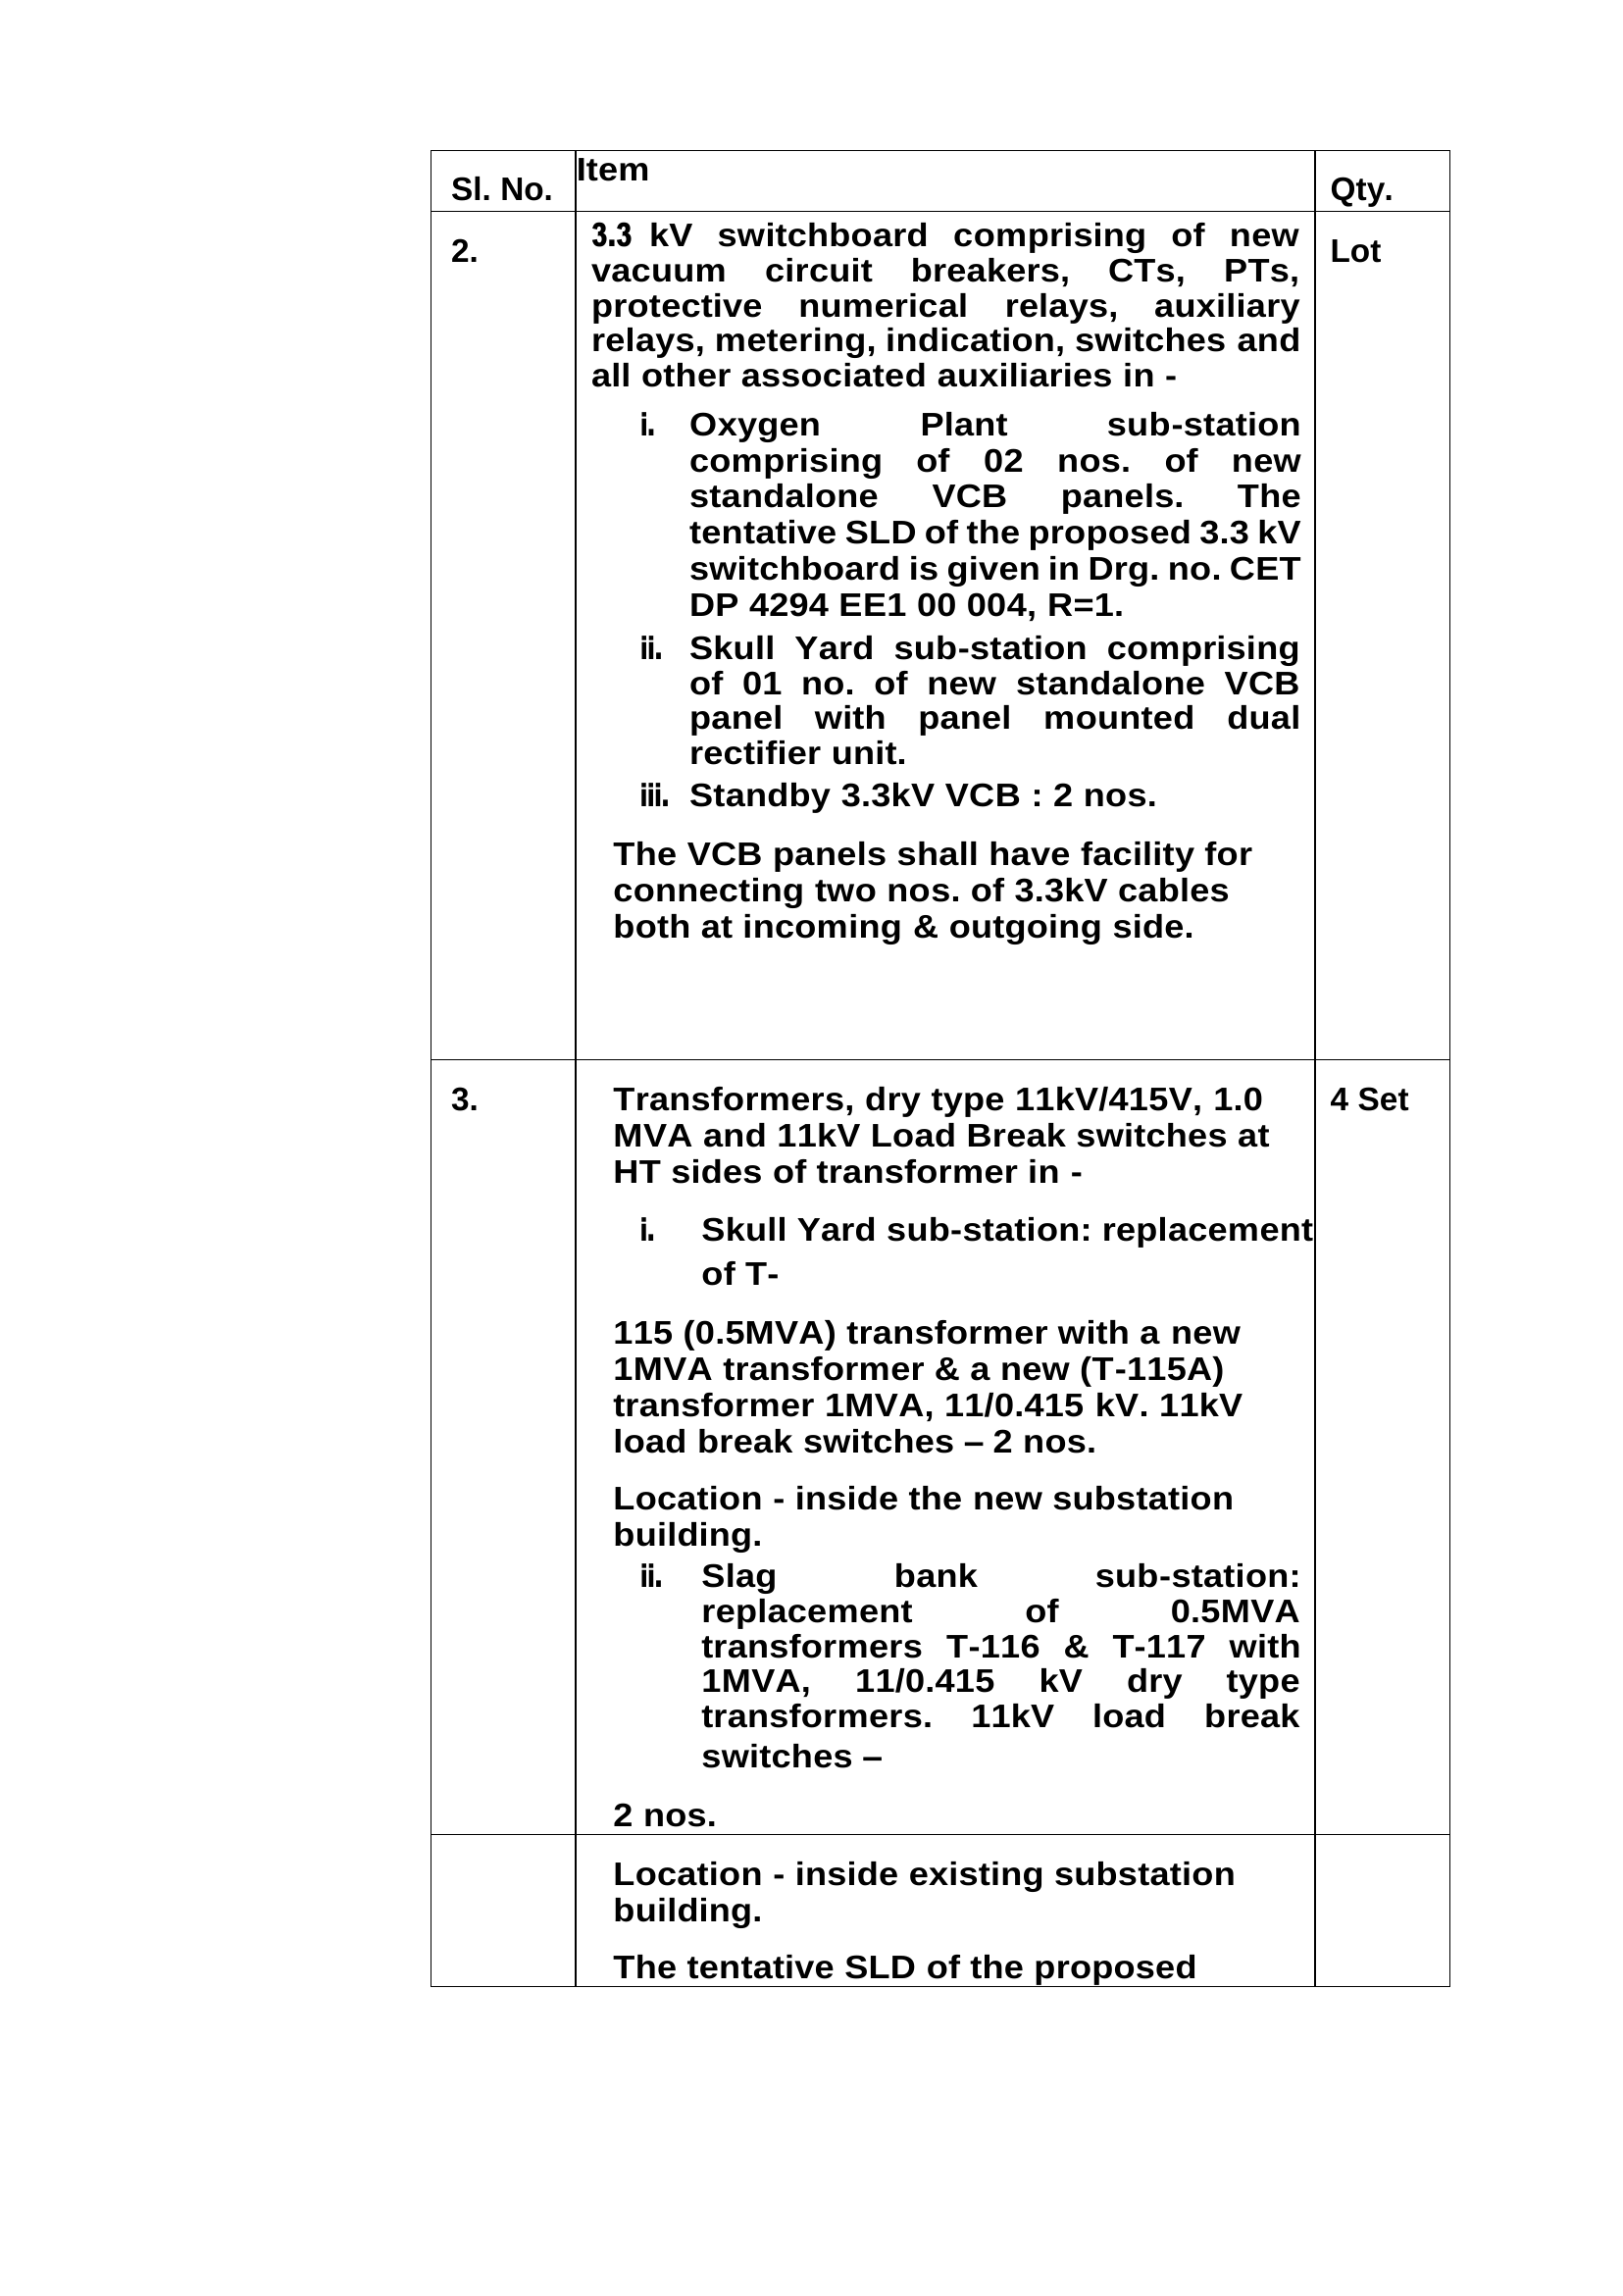 Sl. No.
Item
Qty.
2.
3.3 kV switchboard comprising of new
vacuum circuit breakers, CTs, PTs,
protective numerical relays, auxiliary
relays, metering, indication, switches and
all other associated auxiliaries in -
i. Oxygen Plant sub-station
comprising of 02 nos. of new
standalone VCB panels. The
tentative SLD of the proposed 3.3 kV
switchboard is given in Drg. no. CET
DP 4294 EE1 00 004, R=1.
ii. Skull Yard sub-station comprising
of 01 no. of new standalone VCB
panel with panel mounted dual
rectifier unit.
iii. Standby 3.3kV VCB : 2 nos.
The VCB panels shall have facility for
connecting two nos. of 3.3kV cables
both at incoming & outgoing side.
Lot
3.
Transformers, dry type 11kV/415V, 1.0
MVA and 11kV Load Break switches at
HT sides of transformer in -
i. Skull Yard sub-station: replacement
of T-
115 (0.5MVA) transformer with a new
1MVA transformer & a new (T-115A)
transformer 1MVA, 11/0.415 kV. 11kV
load break switches – 2 nos.
Location - inside the new substation
building.
ii. Slag bank sub-station:
replacement of 0.5MVA
transformers T-116 & T-117 with
1MVA, 11/0.415 kV dry type
transformers. 11kV load break
switches –
2 nos.
4 Set
Location - inside existing substation
building.
The tentative SLD of the proposed